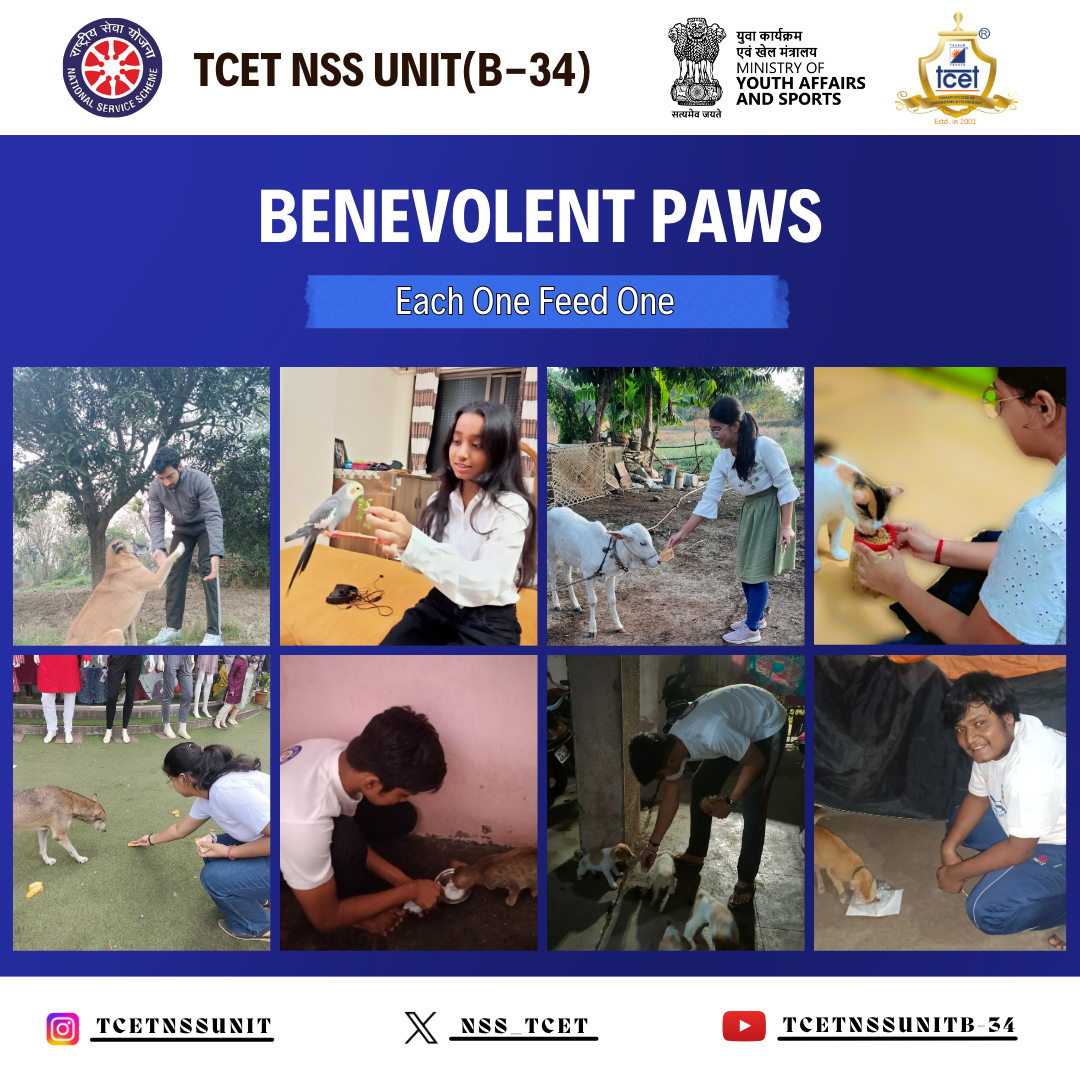 राष्ट्रीय सेवा योजना
NATIONAL SERVICE SCHEME
TCET NSS UNIT(B–34)
सत्यमेव जयते
युवा कार्यक्रम
एवं खेल मंत्रालय
MINISTRY OF
YOUTH AFFAIRS
AND SPORTS
®
tcet
Estd. in 2001
BENEVOLENT PAWS
Each One Feed One
TCETNSSUNIT
NSS_TCET
TCETNSSUNITB-34